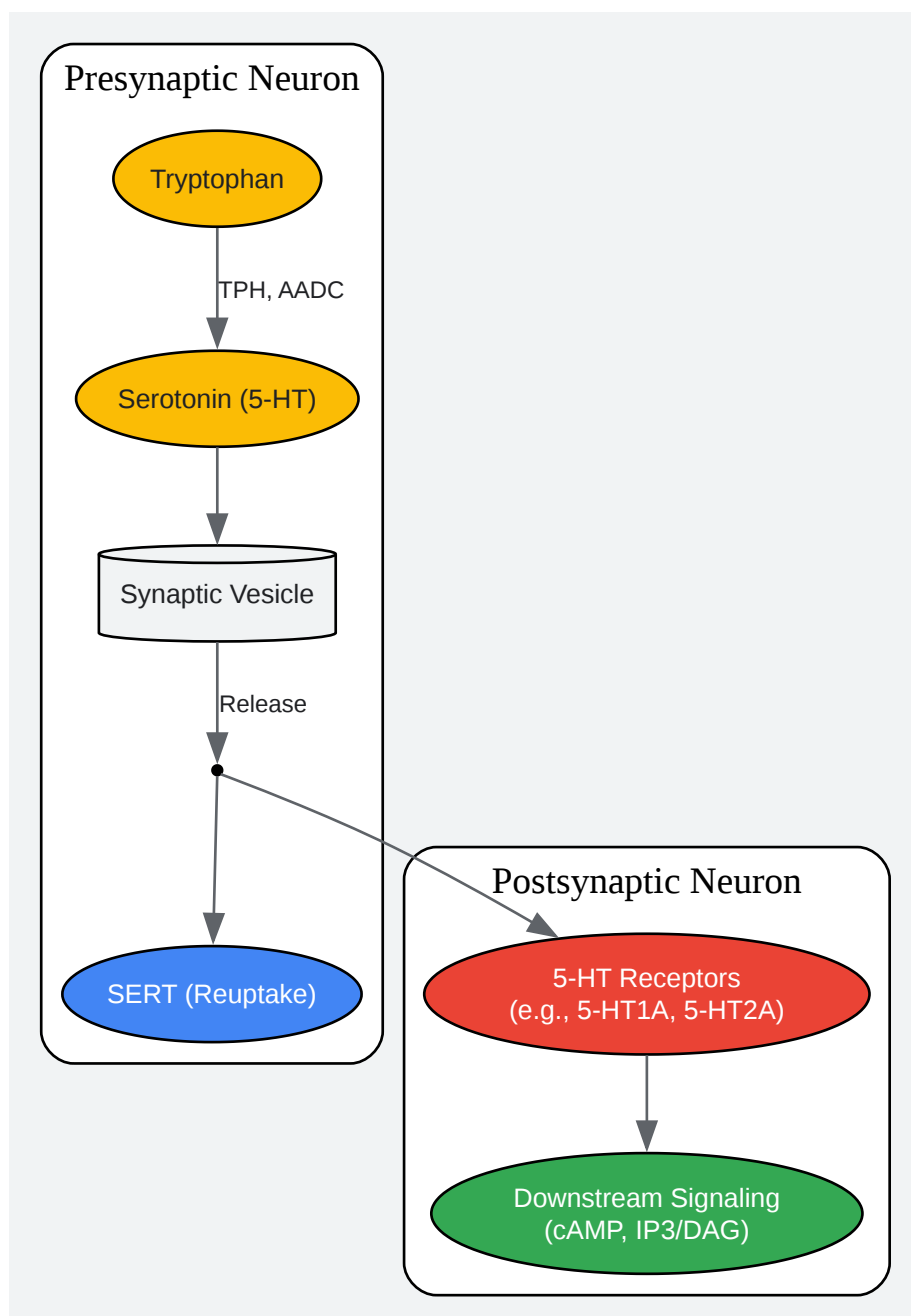 Presynaptic Neuron
Tryptophan
TPH, AADC
Serotonin (5-HT)
Synaptic Vesicle
Release
SERT (Reuptake)
Postsynaptic Neuron
5-HT Receptors
(e.g., 5-HT1A, 5-HT2A)
Downstream Signaling
(cAMP, IP3/DAG)